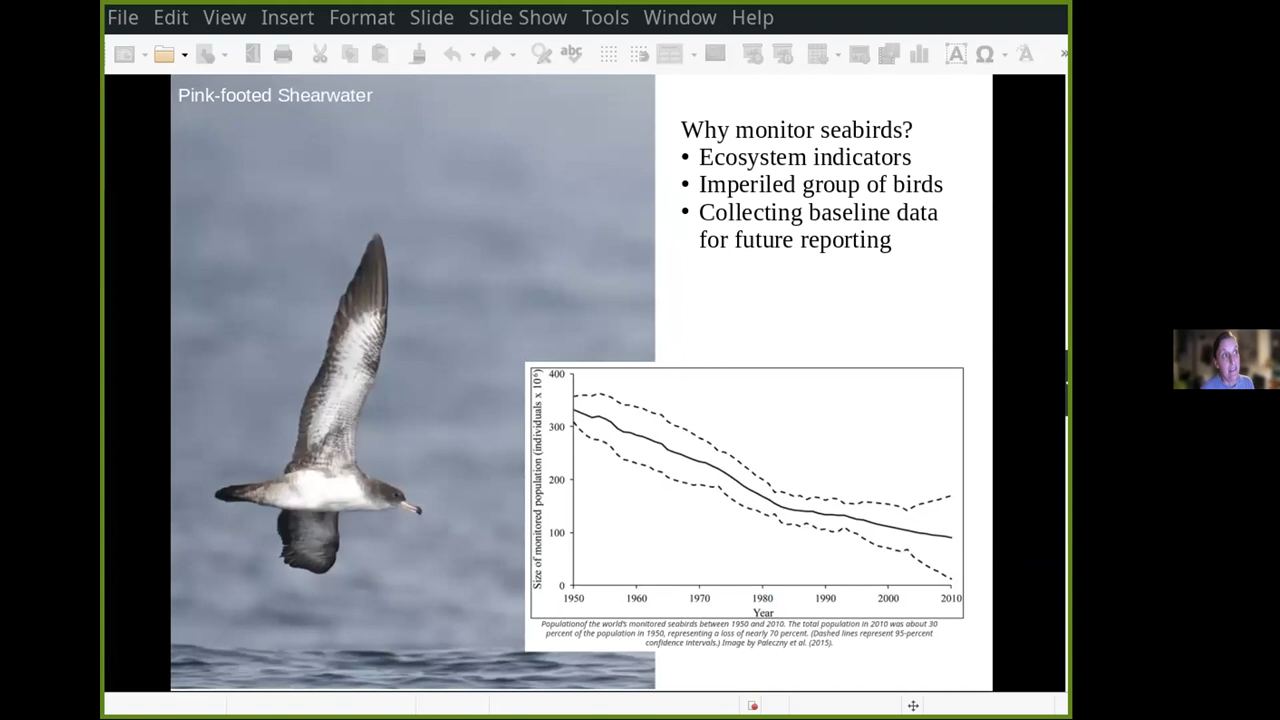 File Edit View Insert Format Slide Slide Show Tools Window Help
abc
A Ω A »
Pink-footed Shearwater
Why monitor seabirds?
• Ecosystem indicators
• Imperiled group of birds
• Collecting baseline data
for future reporting
Size of monitored population (individuals x 10⁶)
400
300
200
100
0
1950 1960 1970 1980 1990 2000 2010
Year
Populationof the world's monitored seabirds between 1950 and 2010. The total population in 2010 was about 30
percent of the population in 1950, representing a loss of nearly 70 percent. (Dashed lines represent 95-percent
confidence intervals.) Image by Paleczny et al. (2015).